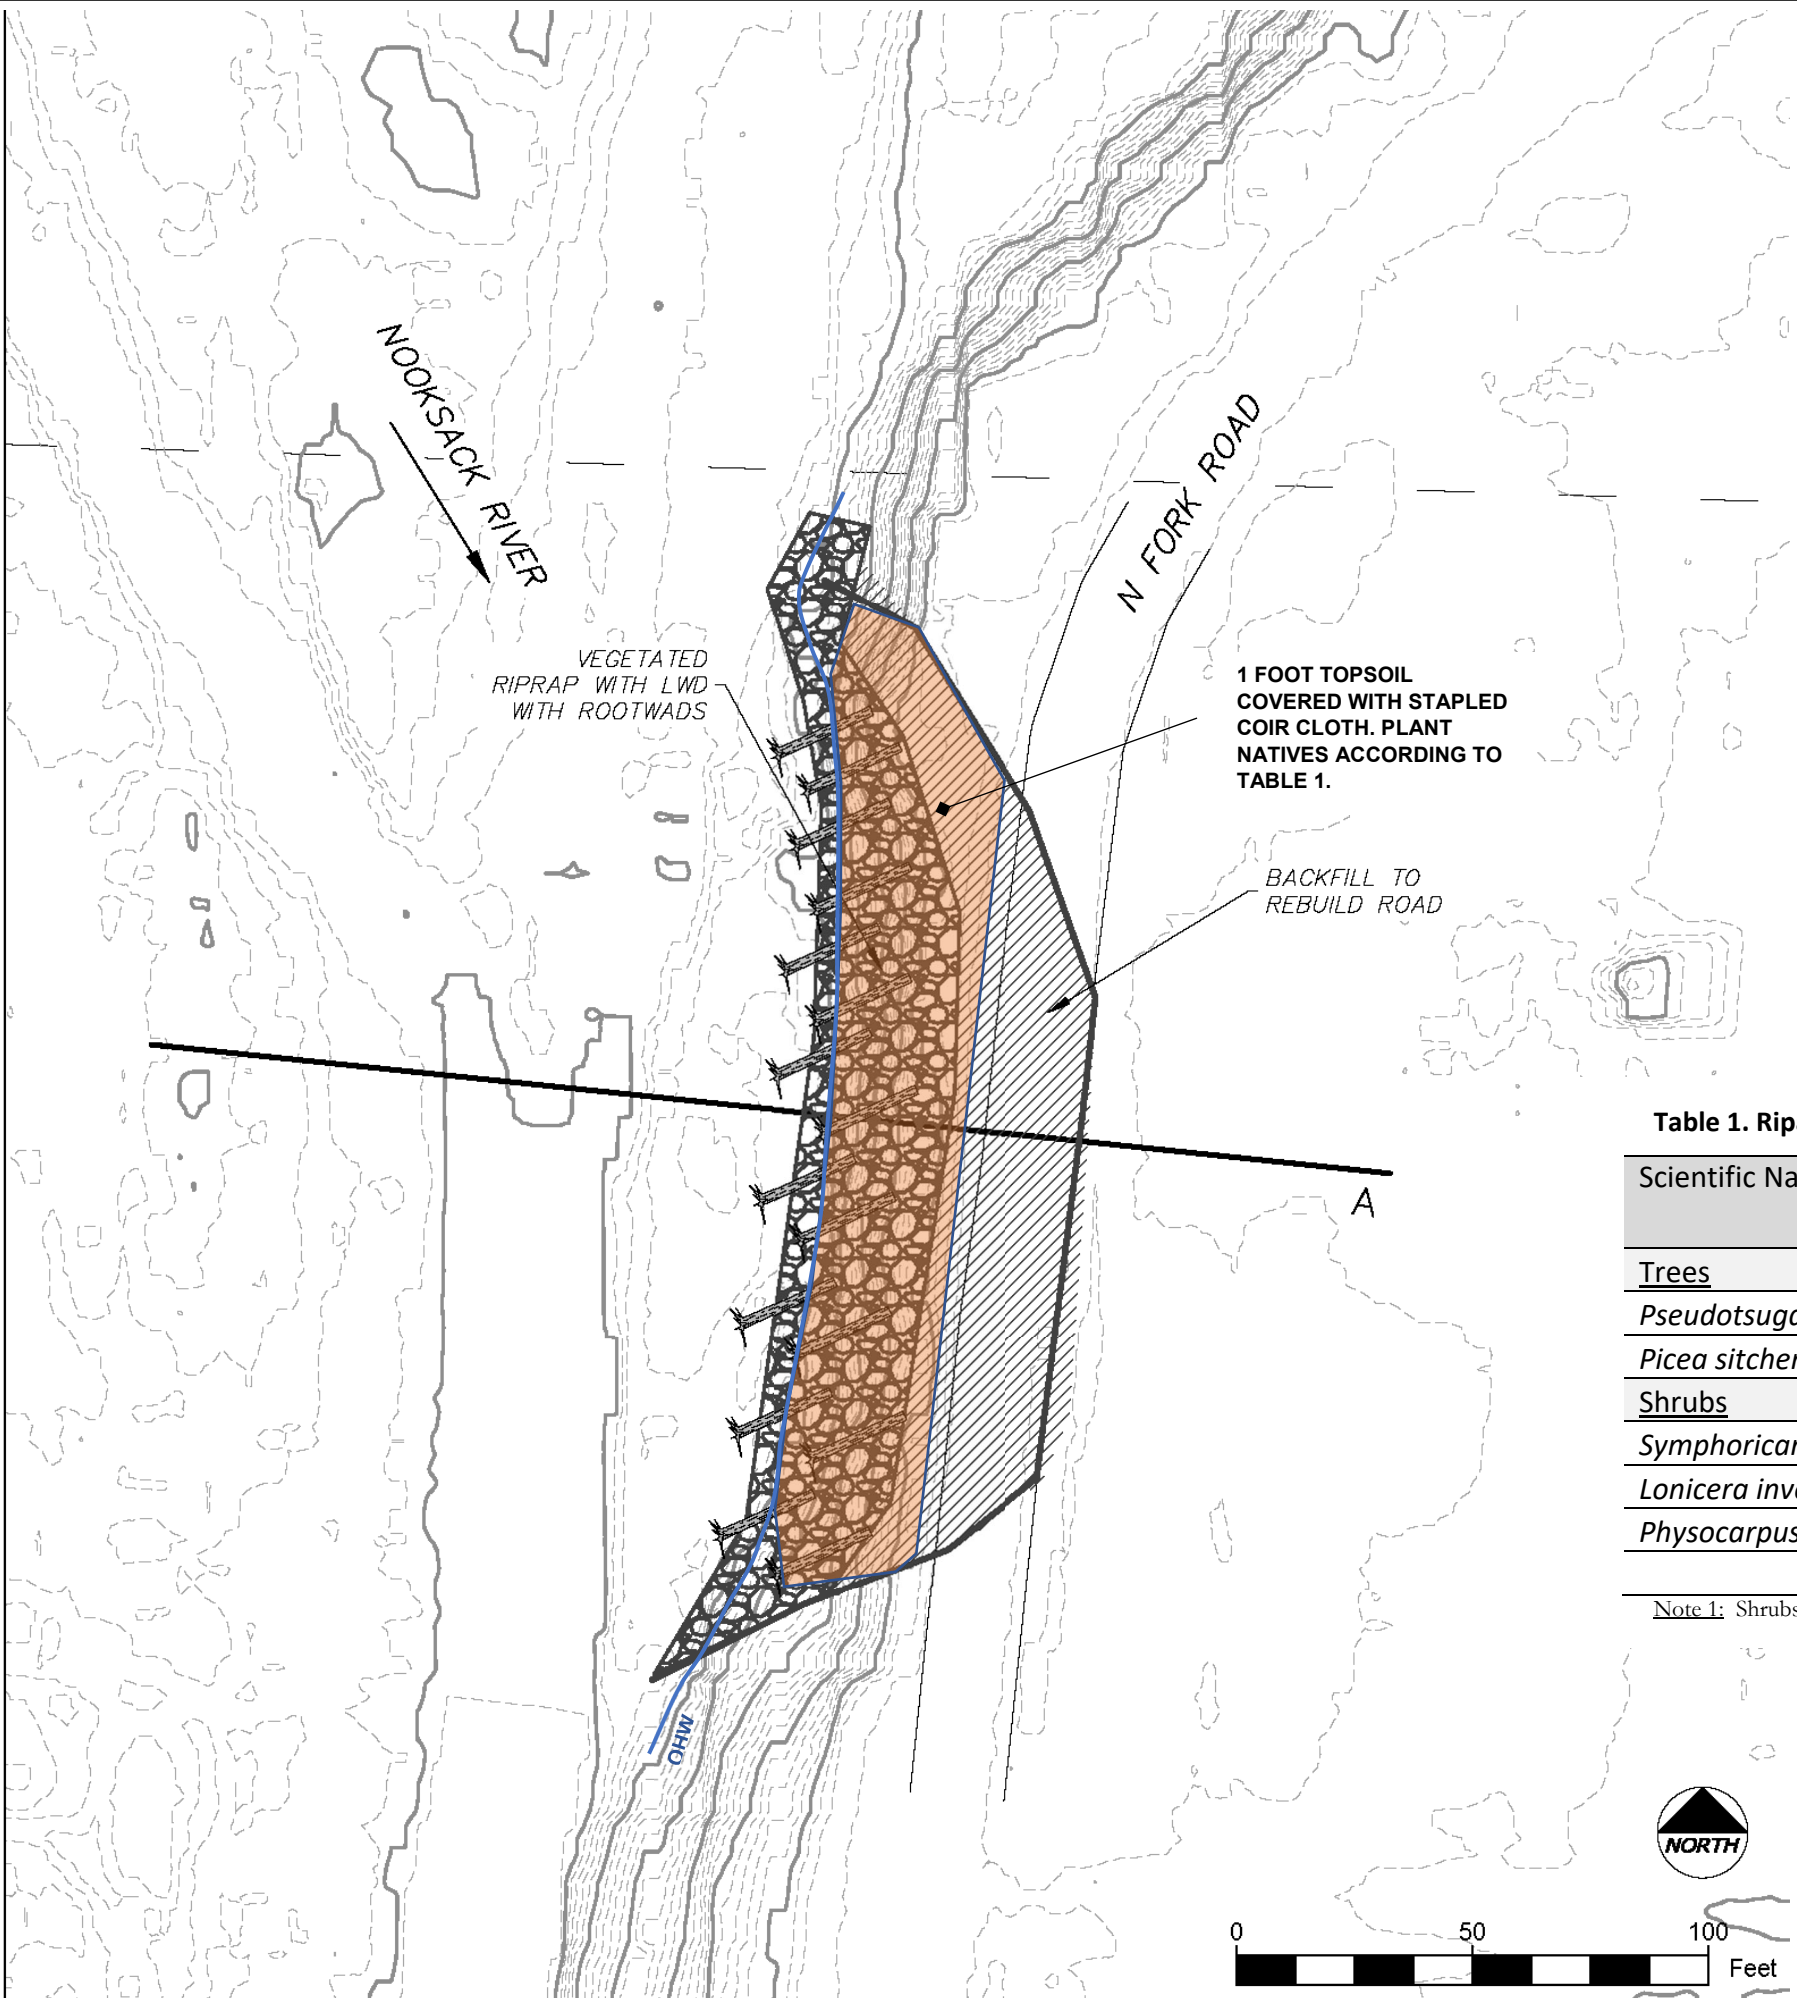 NOOKSACK RIVER
N FORK ROAD
VEGETATED
RIPRAP WITH LWD
WITH ROOTWADS
1 FOOT TOPSOIL
COVERED WITH STAPLED
COIR CLOTH. PLANT
NATIVES ACCORDING TO
TABLE 1.
BACKFILL TO
REBUILD ROAD
A
Table 1. Rip
Scientific Na
Trees
Pseudotsuga
Picea sitche
Shrubs
Symphorica
Lonicera inv
Physocarpus
Note 1: Shrubs
OHW
NORTH
0 50 100
Feet